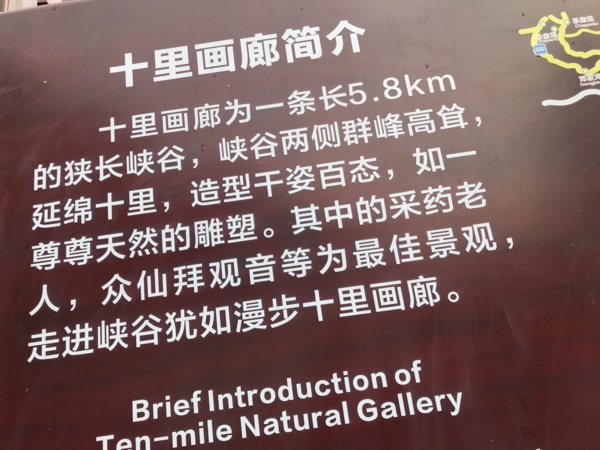 十里画廊简介
十里画廊为一条长5.8km
的狭长峡谷，峡谷两侧群峰高耸，
延绵十里，造型千姿百态，如一
尊尊天然的雕塑。其中的采药老
人，众仙拜观音等为最佳景观，
走进峡谷犹如漫步十里画廊。
Brief Introduction of
Ten-mile Natural Gallery
茶盘塔